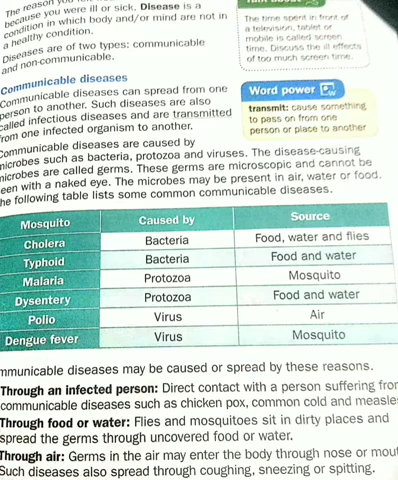 The reason you
because you were ill or sick. Disease is a
condition in which body and/or mind are not in
a healthy condition.
Diseases are of two types: communicable
and non-communicable.
The time spent in front of
a television, tablet or
mobile is called screen
time. Discuss the ill effects
of too much screen time.
Communicable diseases
Communicable diseases can spread from one
person to another. Such diseases are also
called infectious diseases and are transmitted
from one infected organism to another.
Word power
transmit: cause something
to pass on from one
person or place to another
Communicable diseases are caused by
microbes such as bacteria, protozoa and viruses. The disease-causing
microbes are called germs. These germs are microscopic and cannot be
een with a naked eye. The microbes may be present in air, water or food.
he following table lists some common communicable diseases.
Mosquito Caused by Source
Cholera Bacteria Food, water and flies
Typhoid Bacteria Food and water
Malaria Protozoa Mosquito
Dysentery Protozoa Food and water
Polio Virus Air
Dengue fever Virus Mosquito
mmunicable diseases may be caused or spread by these reasons.
Through an infected person: Direct contact with a person suffering from
communicable diseases such as chicken pox, common cold and measles
Through food or water: Flies and mosquitoes sit in dirty places and
spread the germs through uncovered food or water.
Through air: Germs in the air may enter the body through nose or mout
Such diseases also spread through coughing, sneezing or spitting.